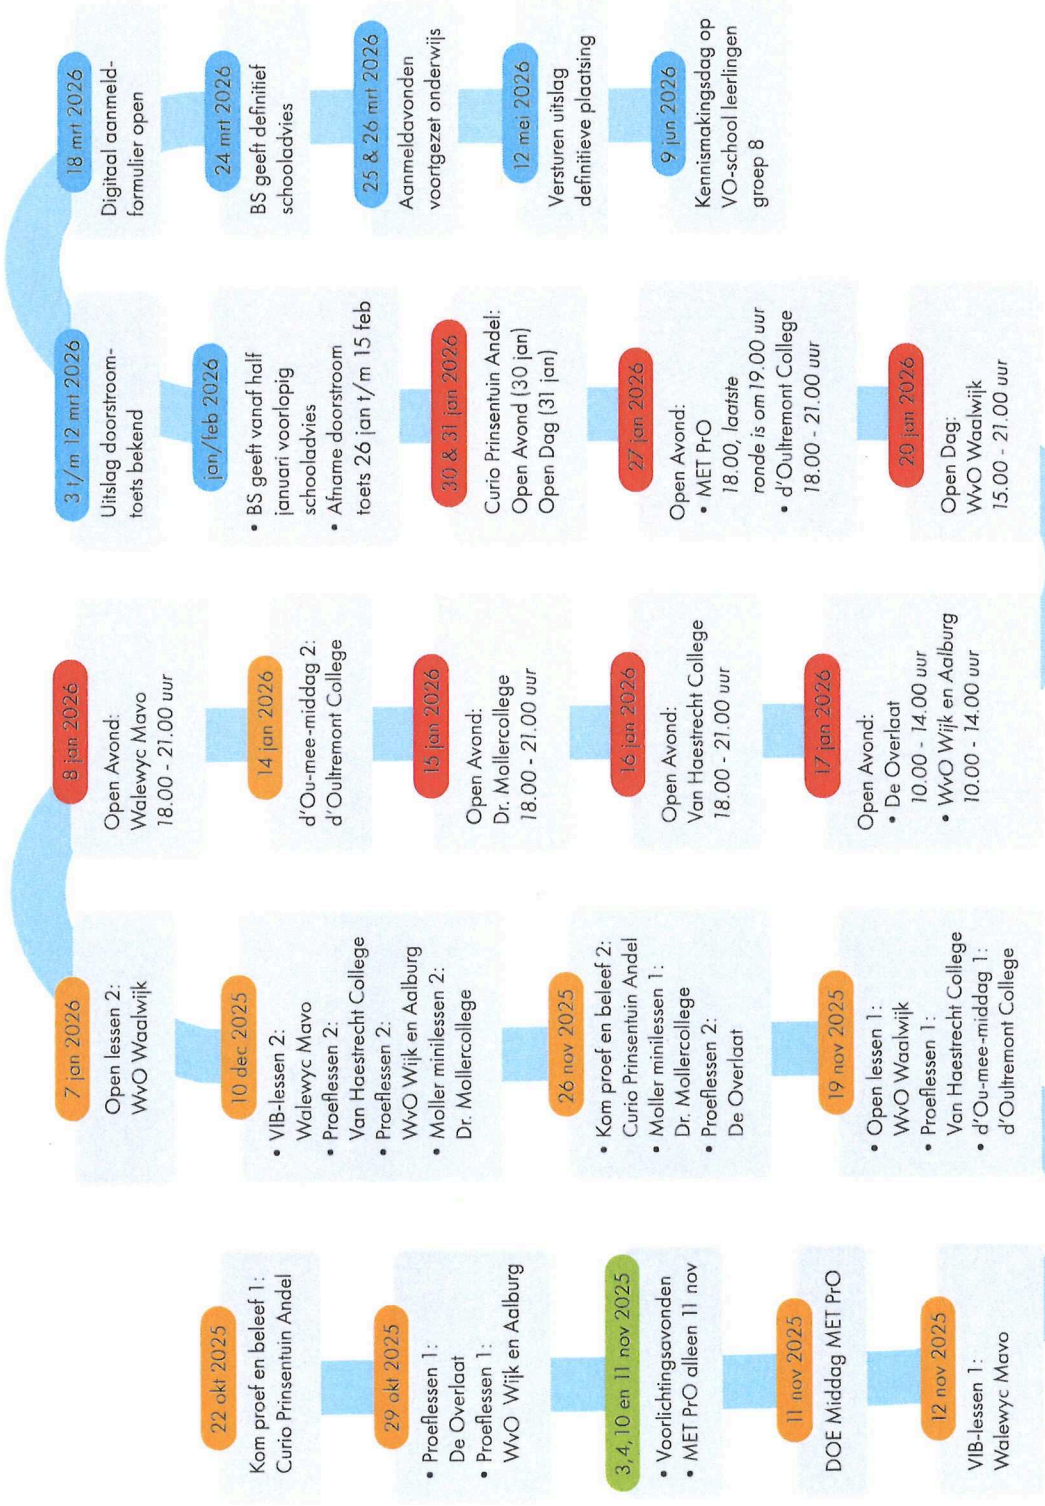 22 okt 2025
Kom proef en beleef 1:
Curio Prinsentuin Andel
29 okt 2025
• Proeflessen 1:
De Overlaat
• Proeflessen 1:
WvO Wijk en Aalburg
3,4, 10 en 11 nov 2025
• Voorlichtingsavonden
• MET PrO alleen 11 nov
11 nov 2025
DOE Middag MET PrO
12 nov 2025
VIB-lessen 1:
Walewyc Mavo
19 nov 2025
• Open lessen 1:
WvO Waalwijk
• Proeflessen 1:
Van Haestrecht College
• d'Ou-mee-middag 1:
d'Oultremont College
26 nov 2025
• Kom proef en beleef 2:
Curio Prinsentuin Andel
• Moller minilessen 1:
Dr. Mollercollege
• Proeflessen 2:
De Overlaat
10 dec 2025
• VIB-lessen 2:
Walewyc Mavo
• Proeflessen 2:
Van Haestrecht College
• Proeflessen 2:
WvO Wijk en Aalburg
• Moller minilessen 2:
Dr. Mollercollege
7 jan 2026
Open lessen 2:
WvO Waalwijk
8 jan 2026
Open Avond:
Walewyc Mavo
18.00 - 21.00 uur
14 jan 2026
d'Ou-mee-middag 2:
d'Oultremont College
15 jan 2026
Open Avond:
Dr. Mollercollege
18.00 - 21.00 uur
16 jan 2026
Open Avond:
Van Haestrecht College
18.00 - 21.00 uur
17 jan 2026
Open Avond:
• De Overlaat
10.00 - 14.00 uur
• WvO Wijk en Aalburg
10.00 - 14.00 uur
20 jan 2026
Open Dag:
WvO Waalwijk
15.00 - 21.00 uur
27 jan 2026
Open Avond:
• MET PrO
18.00, laatste
ronde is om 19.00 uur
• d'Oultremont College
18.00 - 21.00 uur
30 & 31 jan 2026
Curio Prinsentuin Andel:
Open Avond (30 jan)
Open Dag (31 jan)
jan/feb 2026
• BS geeft vanaf half
januari voorlopig
schooladvies
• Afname doorstroom
toets 26 jan t/m 15 feb
3 t/m 12 mrt 2026
Uitslag doorstroom-
toets bekend
18 mrt 2026
Digitaal aanmeld-
formulier open
24 mrt 2026
BS geeft definitief
schooladvies
25 & 26 mrt 2026
Aanmeldavonden
voortgezet onderwijs
12 mei 2026
Versturen uitslag
definitieve plaatsing
9 jun 2026
Kennismakingsdag op
VO-school leerlingen
groep 8